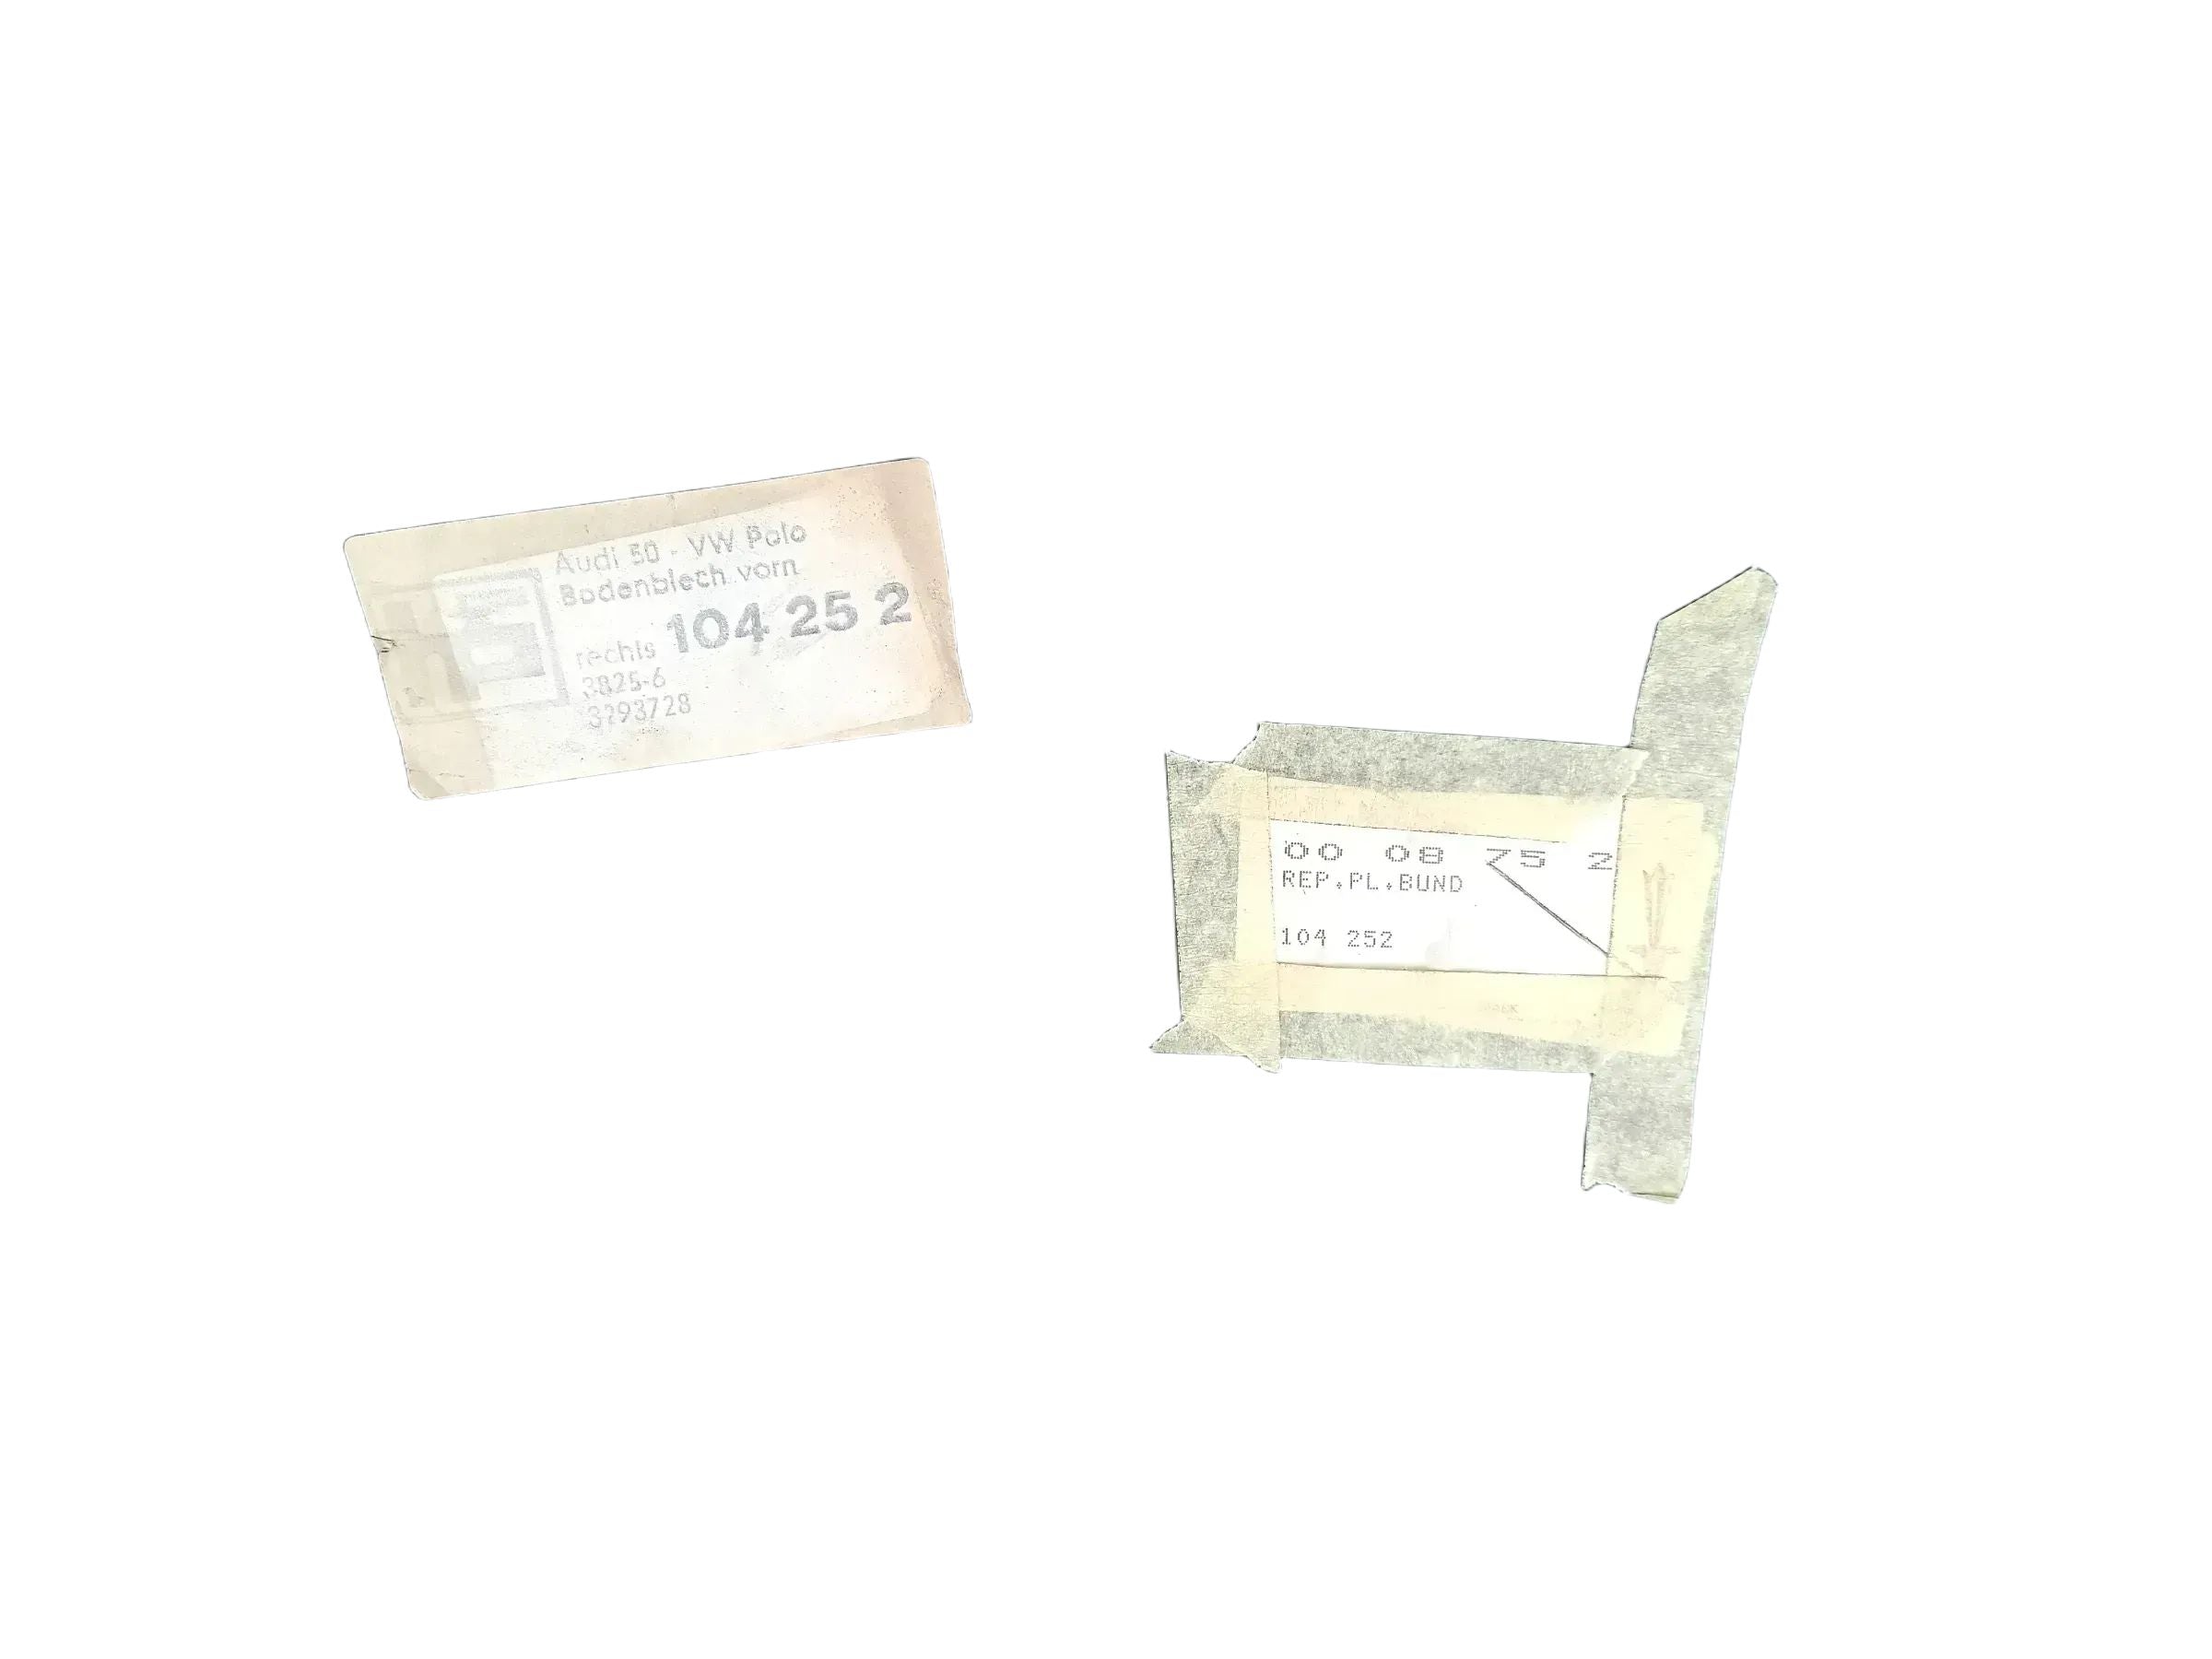 Audi 50 - VW Polo
Bodenblech vorn
rechts 104 25 2
3825-6
3793728
00 08 75 2
REP.PL.BUND
104 252